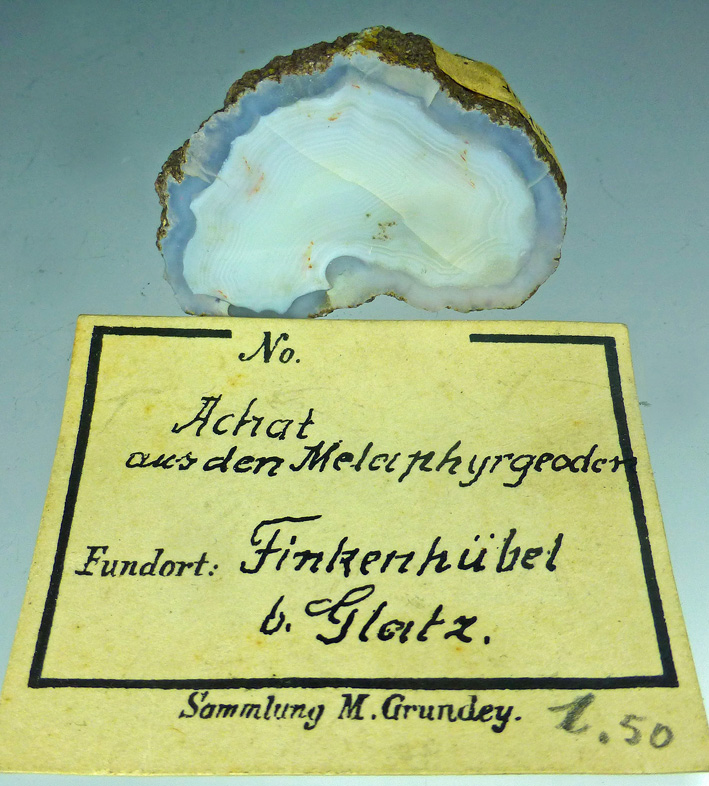 No.
Achat
aus den Melaphyrgeoden
Fundort: Finkenhübel
b. Glatz.
Sammlung M. Grundey. 1.50